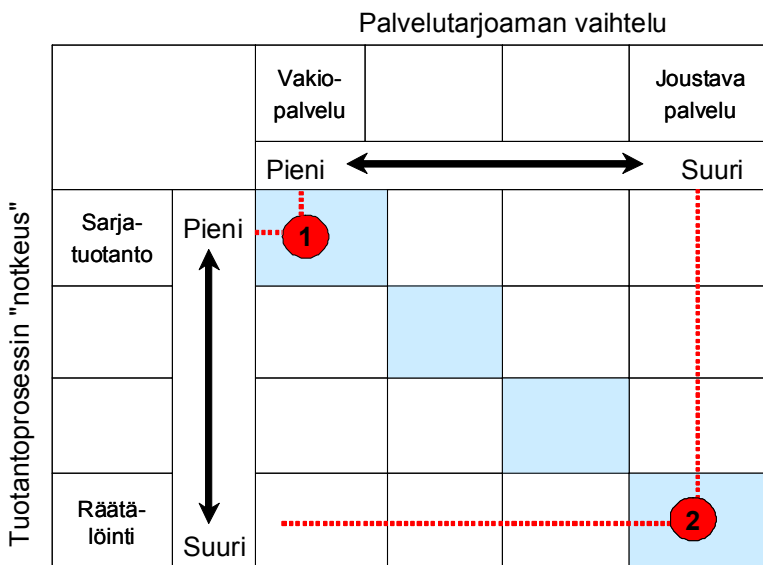 Palvelutarjoaman vaihtelu
Vakio-
palvelu
Joustava
palvelu
Pieni
Suuri
Tuotantoprosessin "notkeus"
Sarja-
tuotanto
Pieni
1
Räätä-
löinti
Suuri
2